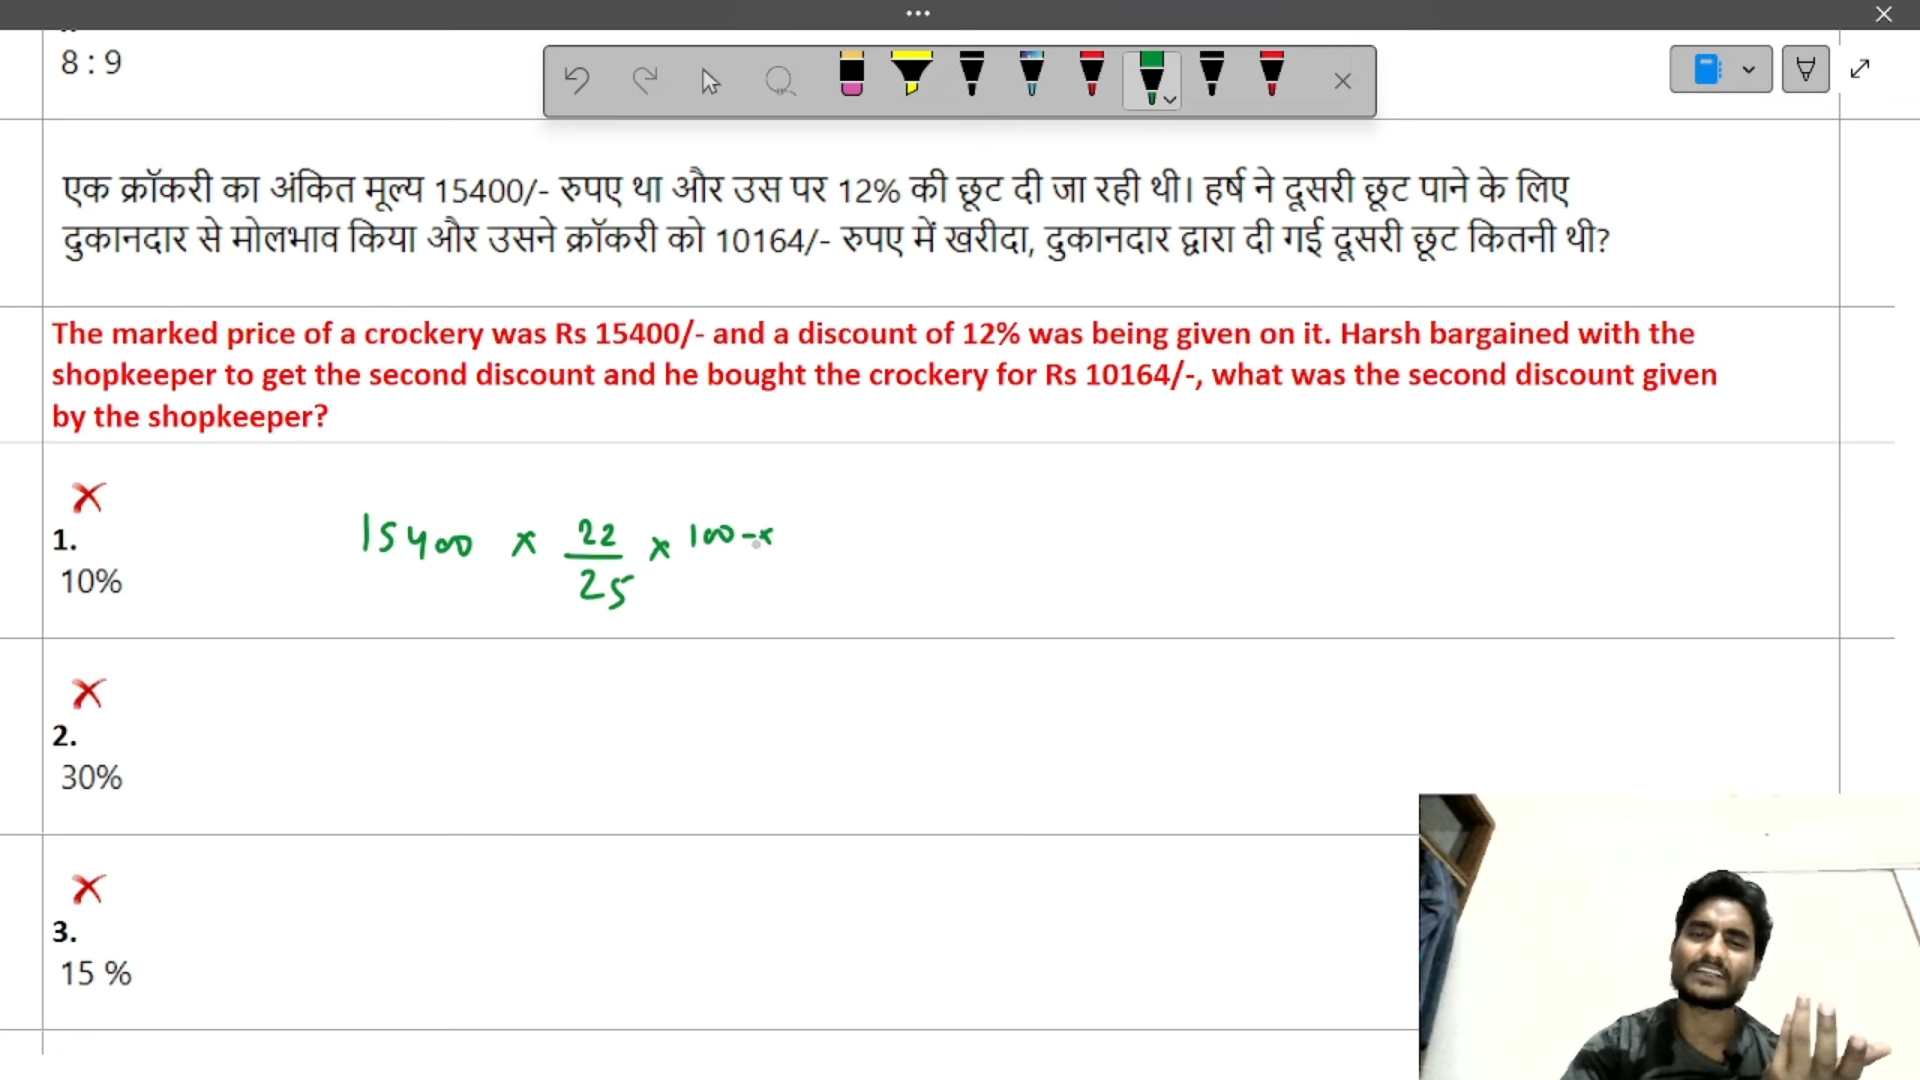 8 : 9
एक क्रॉकरी का अंकित मूल्य 15400/- रुपए था और उस पर 12% की छूट दी जा रही थी। हर्ष ने दूसरी छूट पाने के लिए
दुकानदार से मोलभाव किया और उसने क्रॉकरी को 10164/- रुपए में खरीदा, दुकानदार द्वारा दी गई दूसरी छूट कितनी थी?
The marked price of a crockery was Rs 15400/- and a discount of 12% was being given on it. Harsh bargained with the
shopkeeper to get the second discount and he bought the crockery for Rs 10164/-, what was the second discount given
by the shopkeeper?
1.
10%
15400 × 22/25 × 100-x
2.
30%
3.
15 %